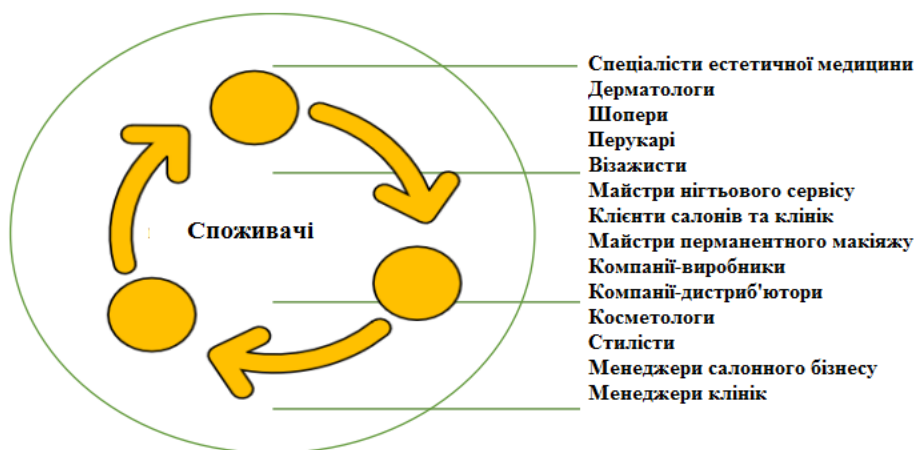 Споживачі
Спеціалісти естетичної медицини
Дерматологи
Шопери
Перукарі
Візажисти
Майстри нігтьового сервісу
Клієнти салонів та клінік
Майстри перманентного макіяжу
Компанії-виробники
Компанії-дистриб'ютори
Косметологи
Стилісти
Менеджери салонного бізнесу
Менеджери клінік